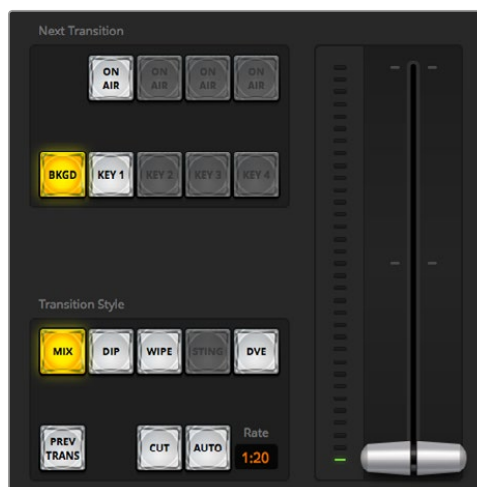 Next Transition
ON AIR ON AIR ON AIR ON AIR
BKGD KEY 1 KEY 2 KEY 3 KEY 4
Transition Style
MIX DIP WIPE STING DVE
PREV TRANS CUT AUTO Rate 1:20